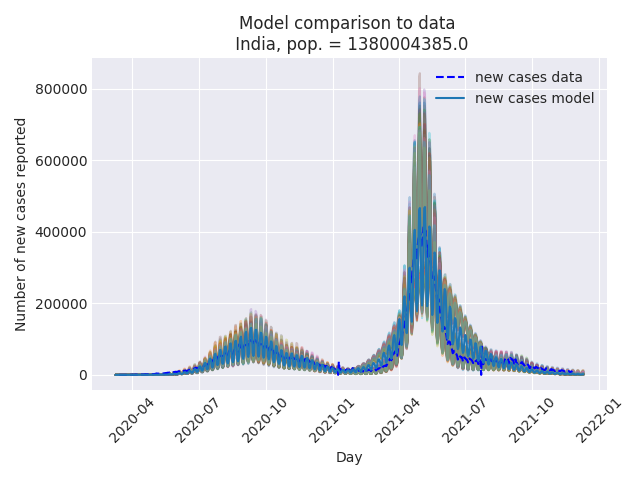 Model comparison to data
India, pop. = 1380004385.0
new cases data
new cases model
Number of new cases reported
800000
600000
400000
200000
0
2020-04
2020-07
2020-10
2021-01
2021-04
2021-07
2021-10
2022-01
Day